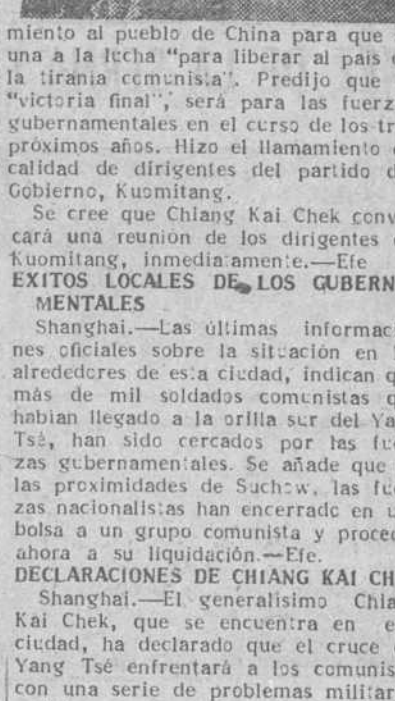 miento al pueblo de China para que
una a la lucha "para liberar al país
la tiranía comunista". Predijo que
"victoria final", será para las fuerz
gubernamentales en el curso de los tr
próximos años. Hizo el llamamiento
calidad de dirigentes del partido d
Gobierno, Kuomitang.
Se cree que Chiang Kai Chek conv
cará una reunión de los dirigentes
Kuomitang, inmediatamente.—Efe
EXITOS LOCALES DE LOS GUBERN
MENTALES
Shanghai.—Las últimas informac
nes oficiales sobre la situación en
alrededores de esta ciudad, indican q
más de mil soldados comunistas q
habían llegado a la orilla sur del Ya
Tsé, han sido cercados por las fue
zas gubernamentales. Se añade que
las proximidades de Suchow, las fue
zas nacionalistas han encerrado en u
bolsa a un grupo comunista y proced
ahora a su liquidación.—Efe.
DECLARACIONES DE CHIANG KAI CH
Shanghai.—El generalísimo Chia
Kai Chek, que se encuentra en e
ciudad, ha declarado que el cruce
Yang Tsé enfrentará a los comunis
con una serie de problemas militar